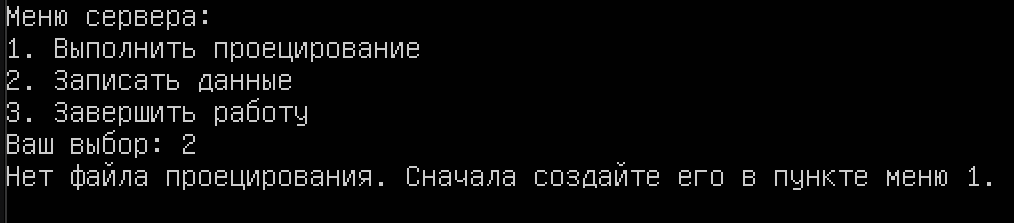 Меню сервера:
1. Выполнить проецирование
2. Записать данные
3. Завершить работу
Ваш выбор: 2
Нет файла проецирования. Сначала создайте его в пункте меню 1.